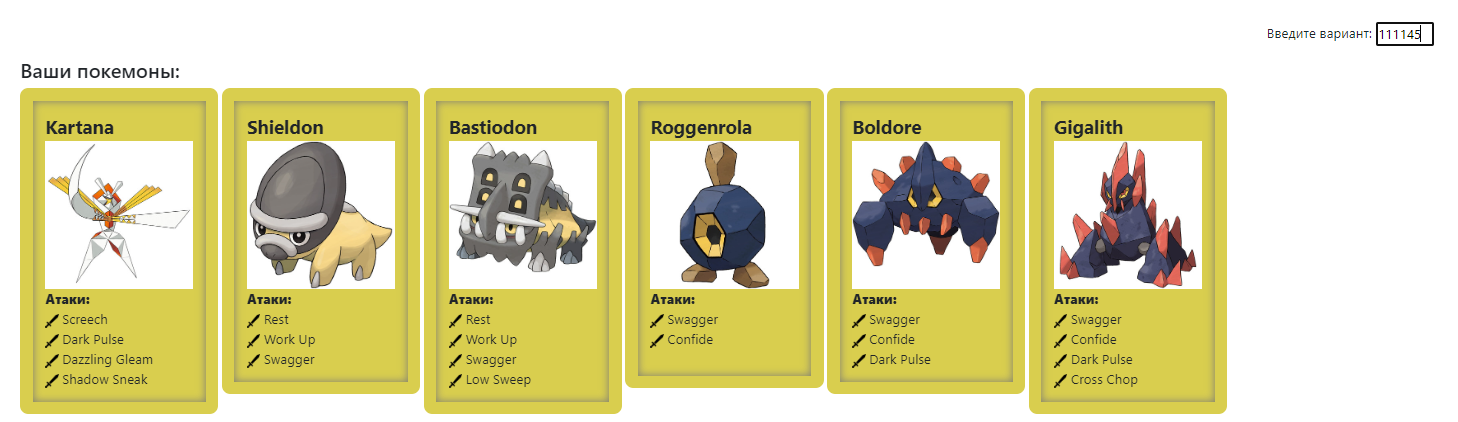 Введите вариант: 111145
Ваши покемоны:
Kartana
Атаки:
Screech
Dark Pulse
Dazzling Gleam
Shadow Sneak
Shieldon
Атаки:
Rest
Work Up
Swagger
Bastiodon
Атаки:
Rest
Work Up
Swagger
Low Sweep
Roggenrola
Атаки:
Swagger
Confide
Boldore
Атаки:
Swagger
Confide
Dark Pulse
Gigalith
Атаки:
Swagger
Confide
Dark Pulse
Cross Chop